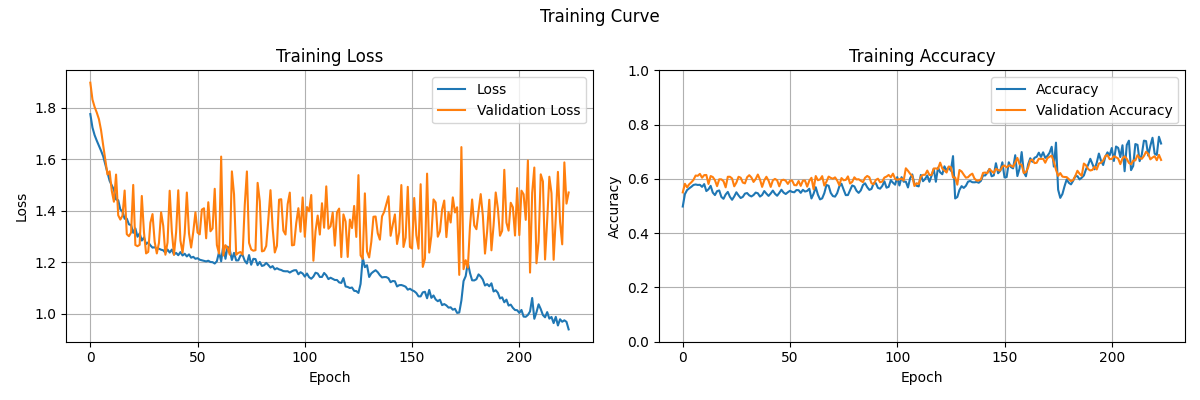 Training Curve
Training Loss
Loss
Validation Loss
1.8
1.6
1.4
1.2
1.0
Loss
0
50
100
150
200
Epoch
Training Accuracy
Accuracy
Validation Accuracy
1.0
0.8
0.6
0.4
0.2
0.0
Accuracy
0
50
100
150
200
Epoch